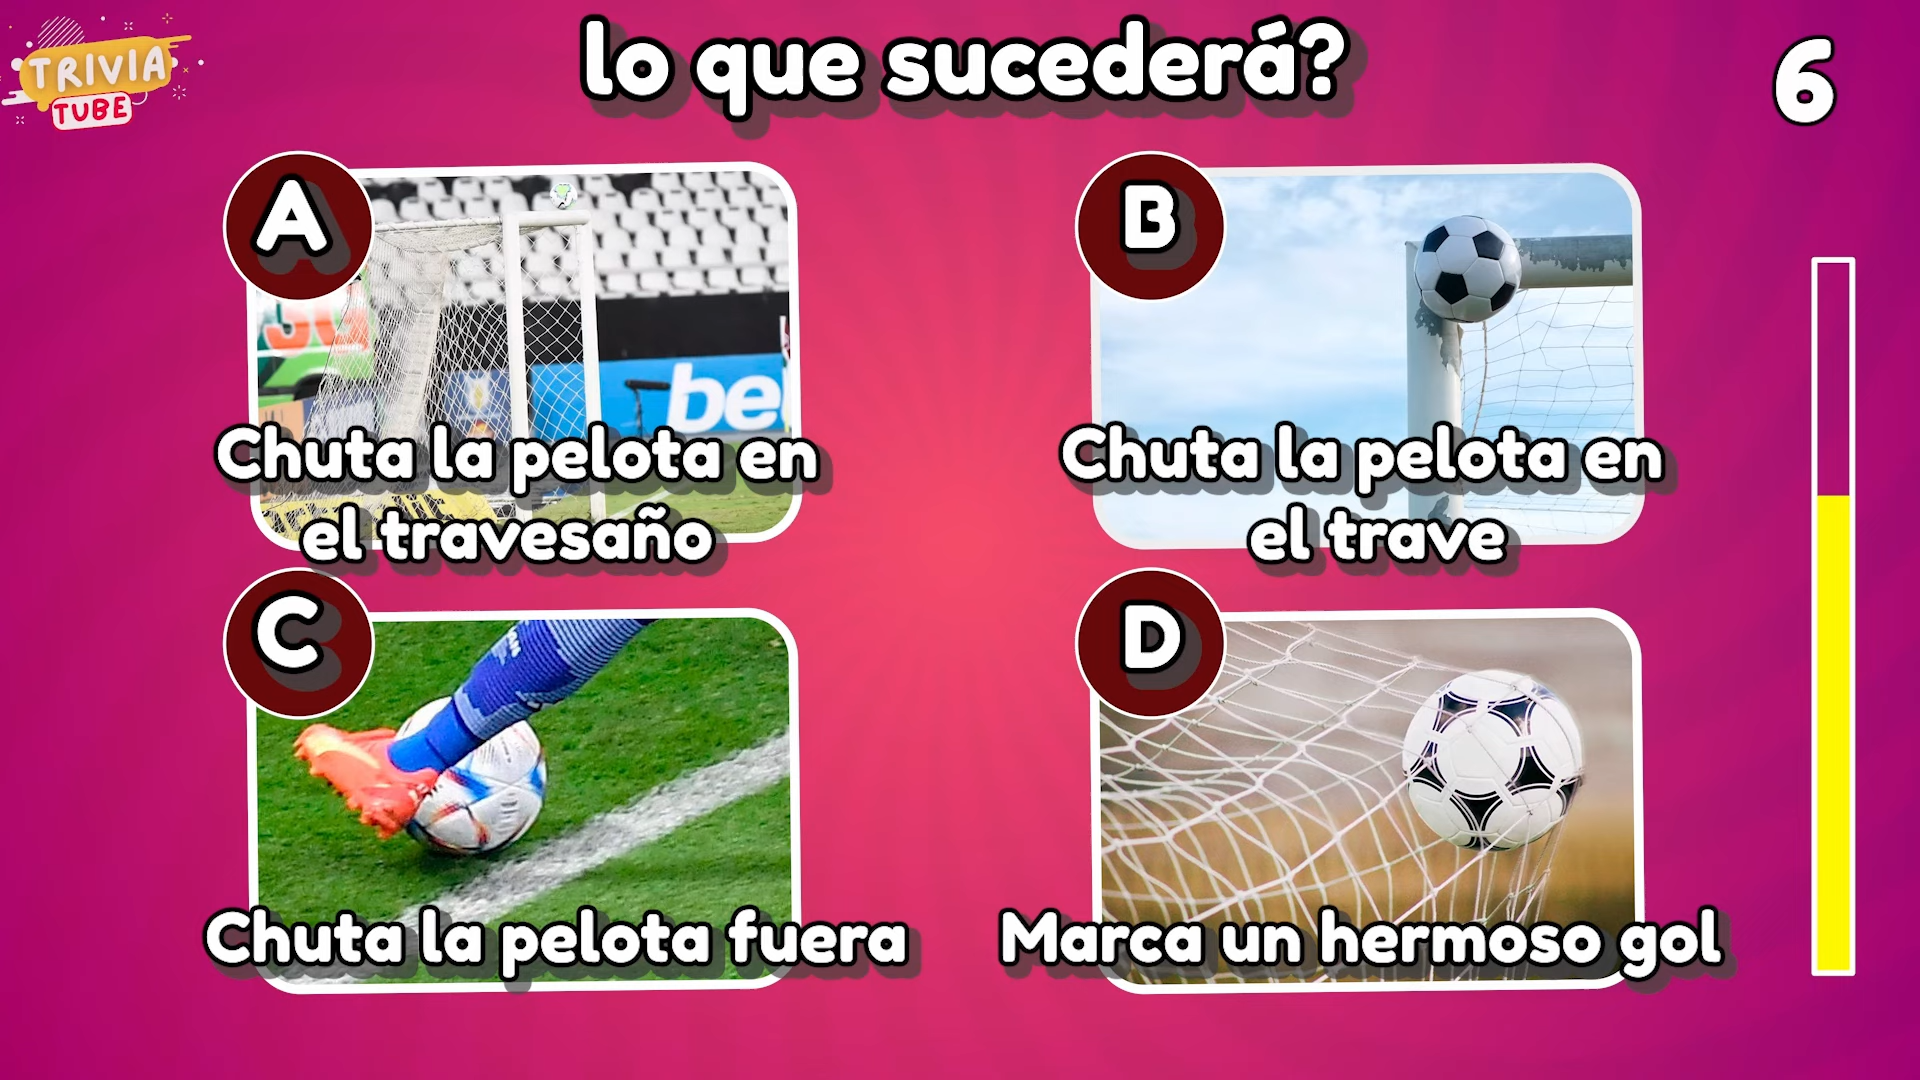 TRIVIA
TUBE
lo que sucederá?
6
A
bet
Chuta la pelota en
el travesaño
B
Chuta la pelota en
el trave
C
Chuta la pelota fuera
D
Marca un hermoso gol